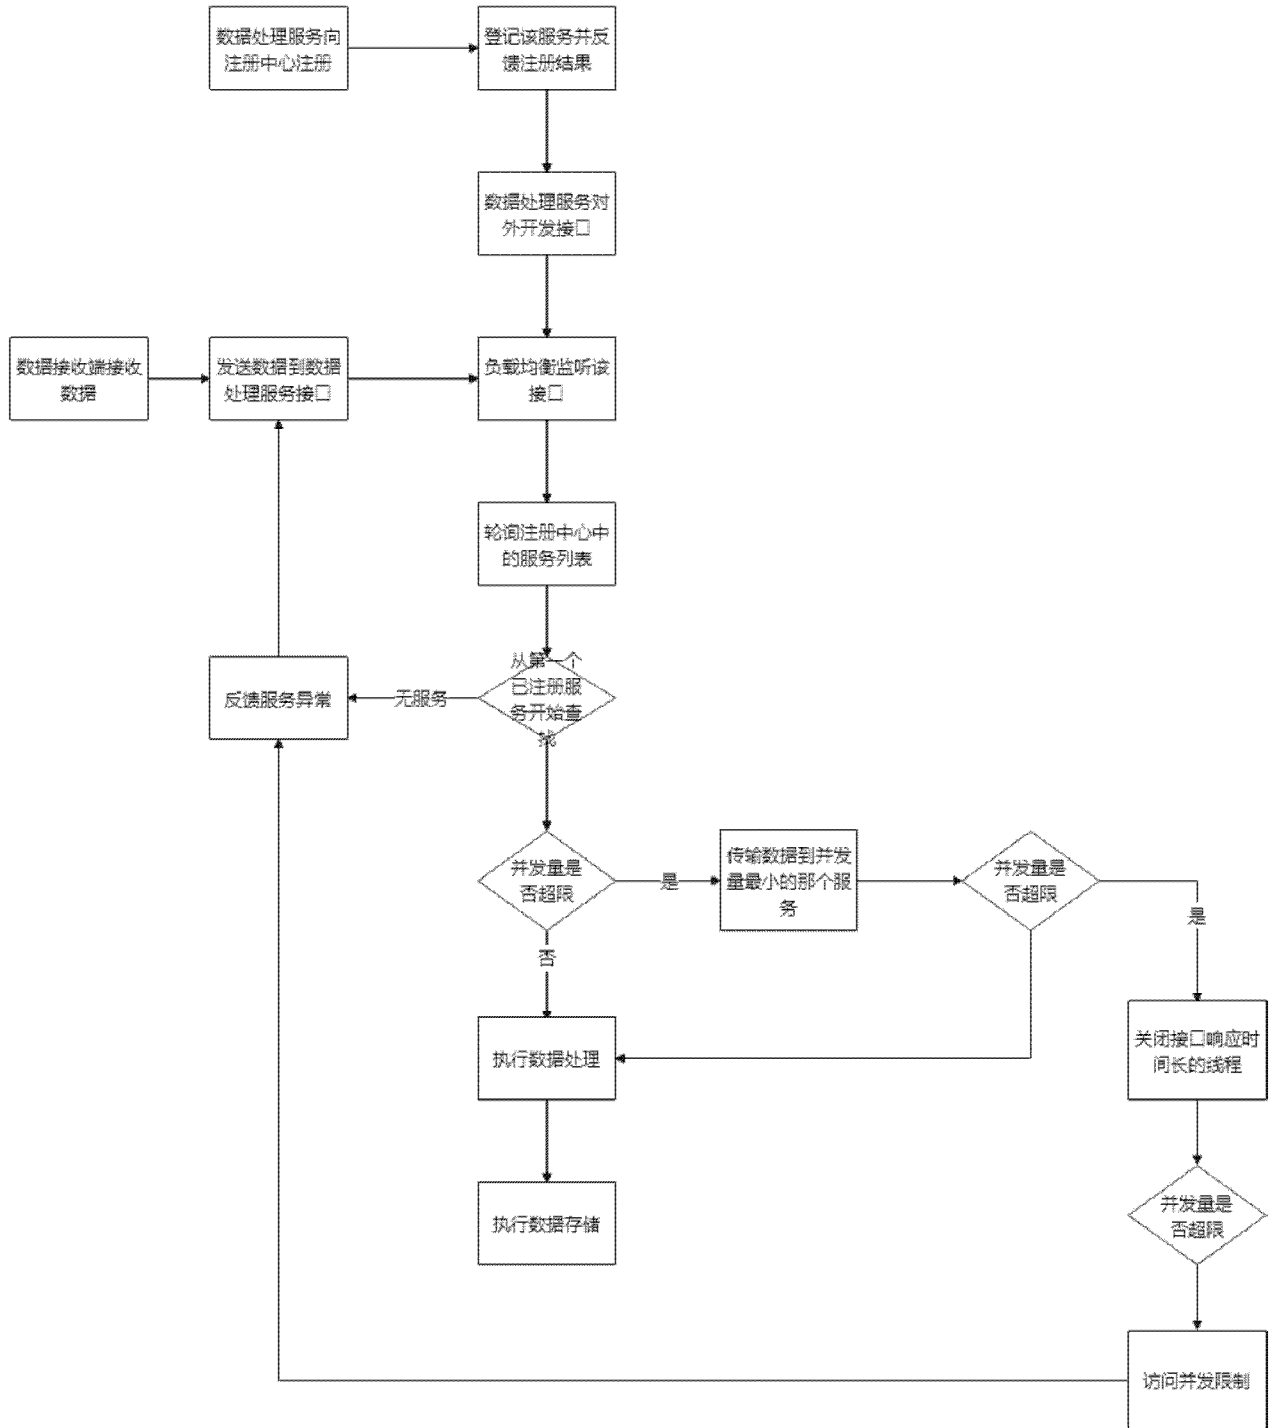 数据处理服务向
注册中心注册
登记该服务并反
馈注册结果
数据处理服务对
外开发接口
数据接收端接收
数据
发送数据到数据
处理服务接口
负载均衡监听该
接口
轮询注册中心中
的服务列表
从第一个
已注册服
务开始查
找
无服务
反馈服务异常
并发量是
否超限
是
传输数据到并发
量最小的那个服
务
并发量是
否超限
是
否
关闭接口响应时
间长的线程
执行数据处理
并发量是
否超限
执行数据存储
访问并发限制